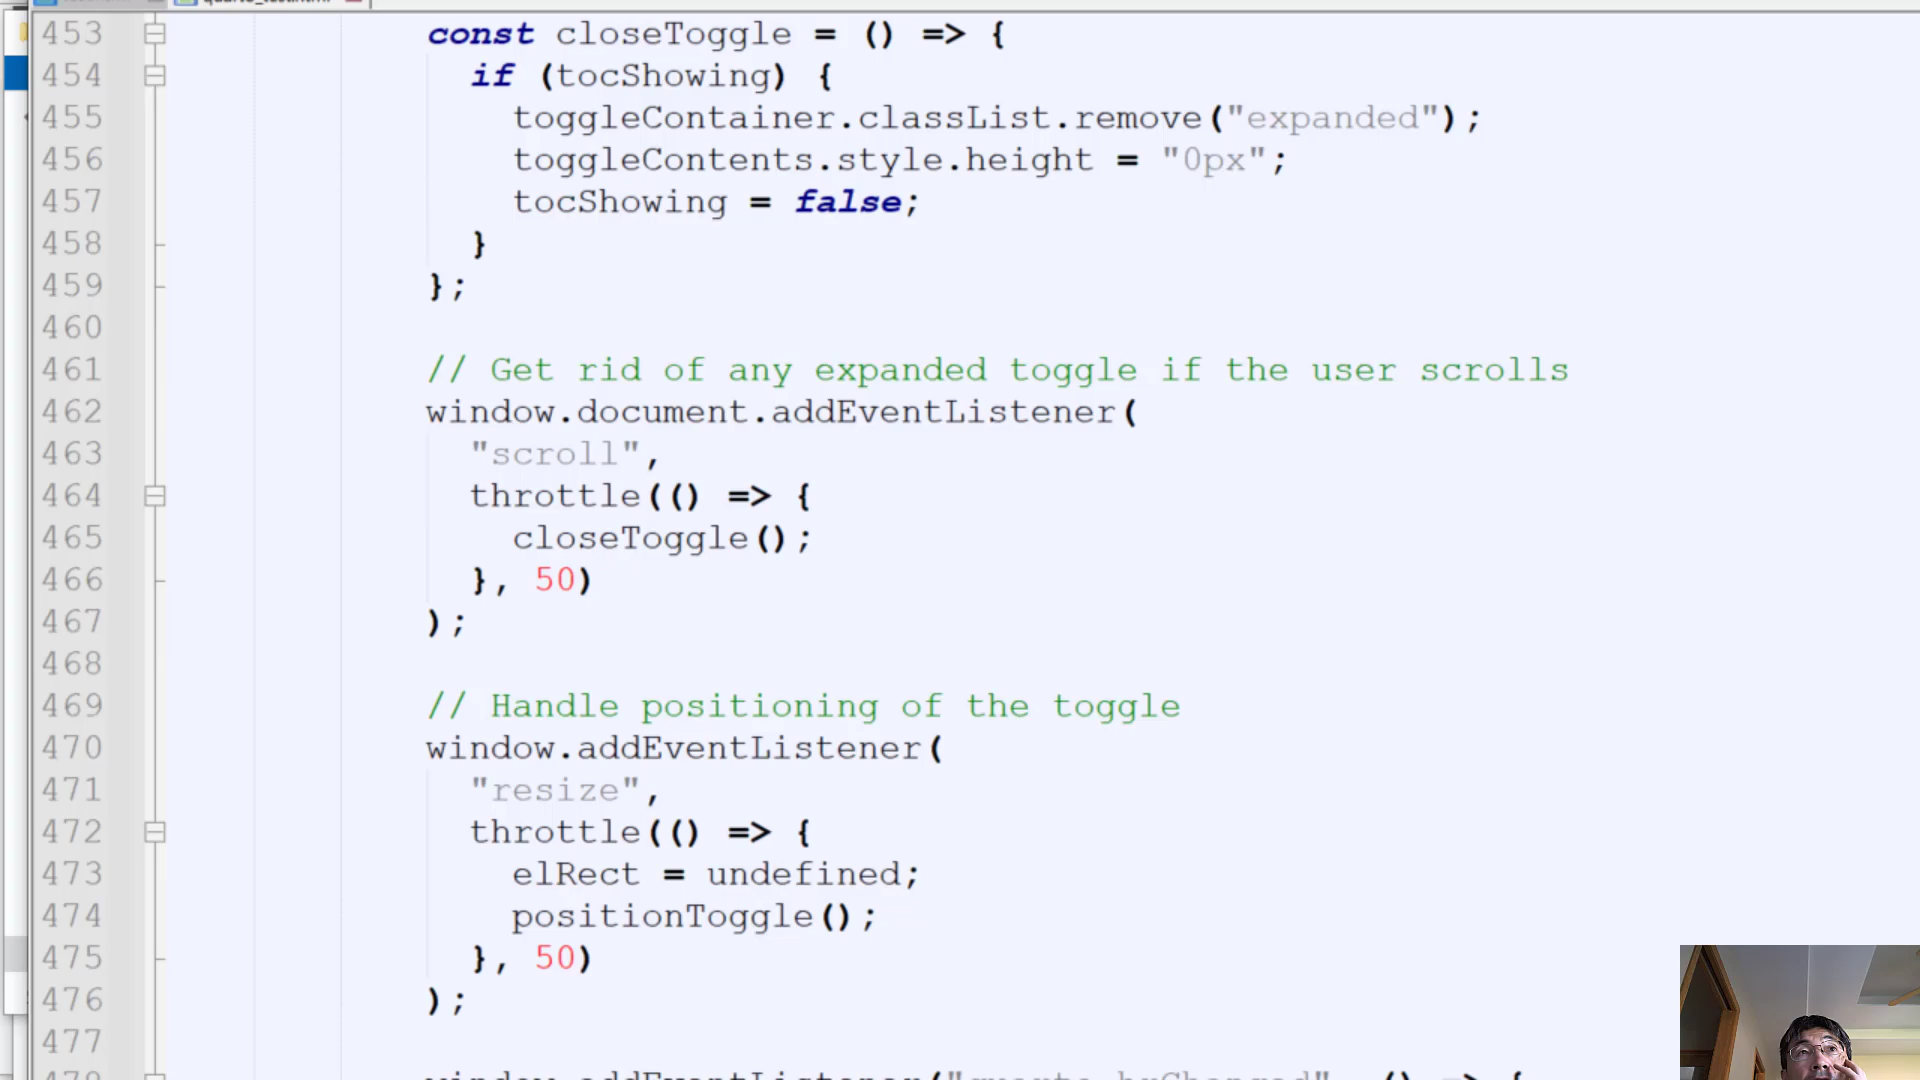 453 const closeToggle = () => {
454 if (tocShowing) {
455 toggleContainer.classList.remove("expanded");
456 toggleContents.style.height = "0px";
457 tocShowing = false;
458 }
459 };
460
461 // Get rid of any expanded toggle if the user scrolls
462 window.document.addEventListener(
463 "scroll",
464 throttle(() => {
465 closeToggle();
466 }, 50)
467 );
468
469 // Handle positioning of the toggle
470 window.addEventListener(
471 "resize",
472 throttle(() => {
473 elRect = undefined;
474 positionToggle();
475 }, 50)
476 );
477